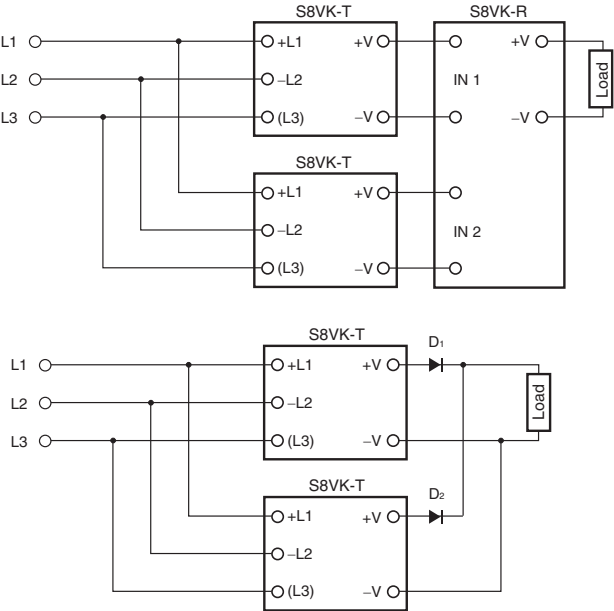 S8VK-T S8VK-R
L1 +L1 +V +V
L2 –L2 IN 1 Load
L3 (L3) –V –V
S8VK-T
+L1 +V
–L2 IN 2
(L3) –V
S8VK-T D1
L1 +L1 +V
L2 –L2 Load
L3 (L3) –V
S8VK-T D2
+L1 +V
–L2
(L3) –V